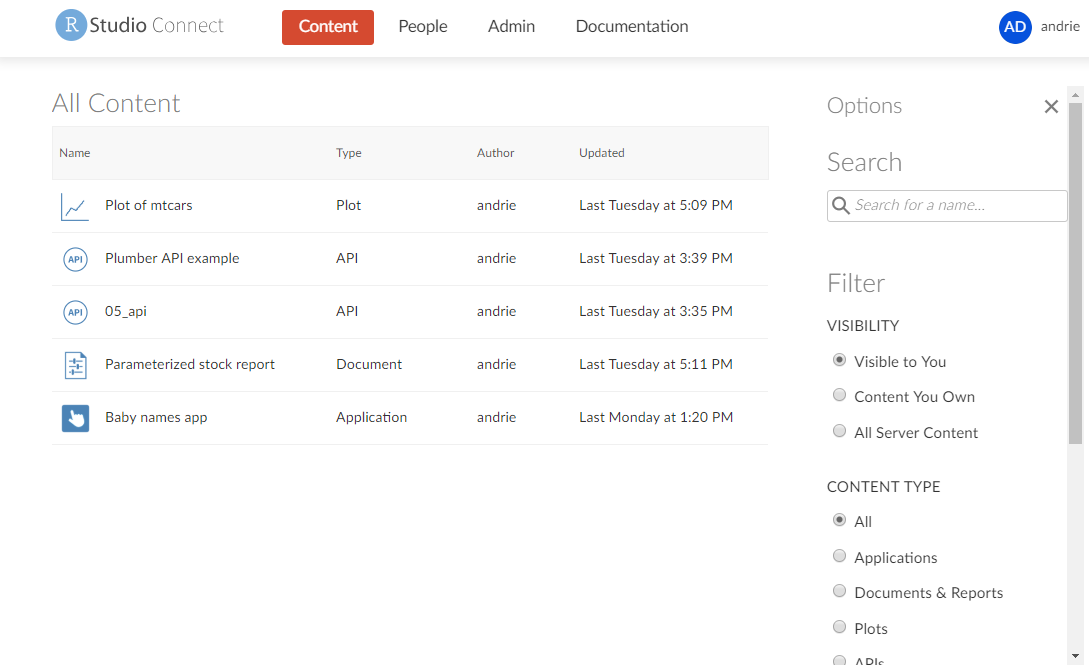 R Studio Connect Content People Admin Documentation AD andrie
All Content
Name Type Author Updated
Plot of mtcars Plot andrie Last Tuesday at 5:09 PM
API Plumber API example API andrie Last Tuesday at 3:39 PM
API 05_api API andrie Last Tuesday at 3:35 PM
Parameterized stock report Document andrie Last Tuesday at 5:11 PM
Baby names app Application andrie Last Monday at 1:20 PM
Options
Search
Search for a name...
Filter
VISIBILITY
Visible to You
Content You Own
All Server Content
CONTENT TYPE
All
Applications
Documents & Reports
Plots
APIs